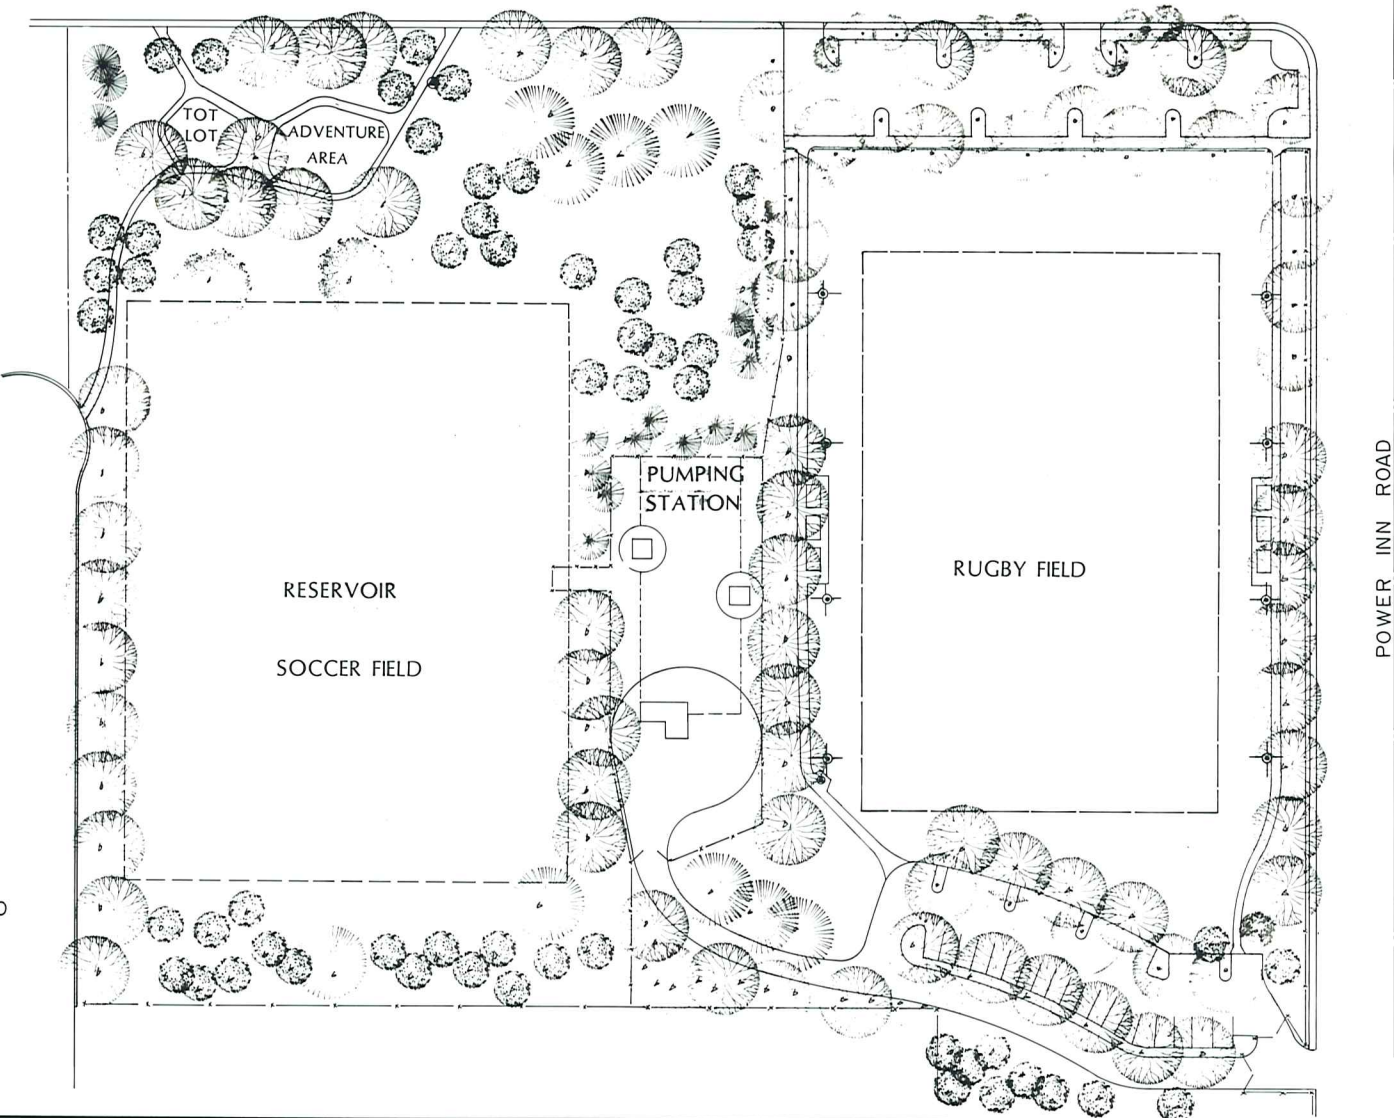 TOT
LOT
ADVENTURE
AREA
PUMPING
STATION
RESERVOIR
SOCCER FIELD
RUGBY FIELD
POWER INN ROAD